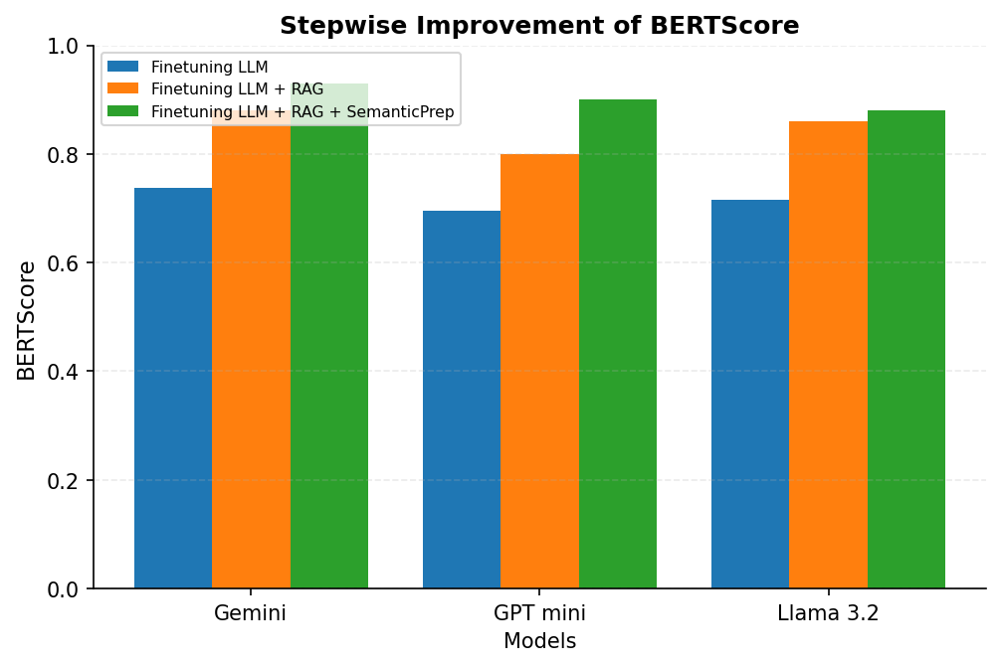 Stepwise Improvement of BERTScore
Finetuning LLM
Finetuning LLM + RAG
Finetuning LLM + RAG + SemanticPrep
1.0
0.8
0.6
0.4
0.2
0.0
BERTScore
Gemini
GPT mini
Llama 3.2
Models